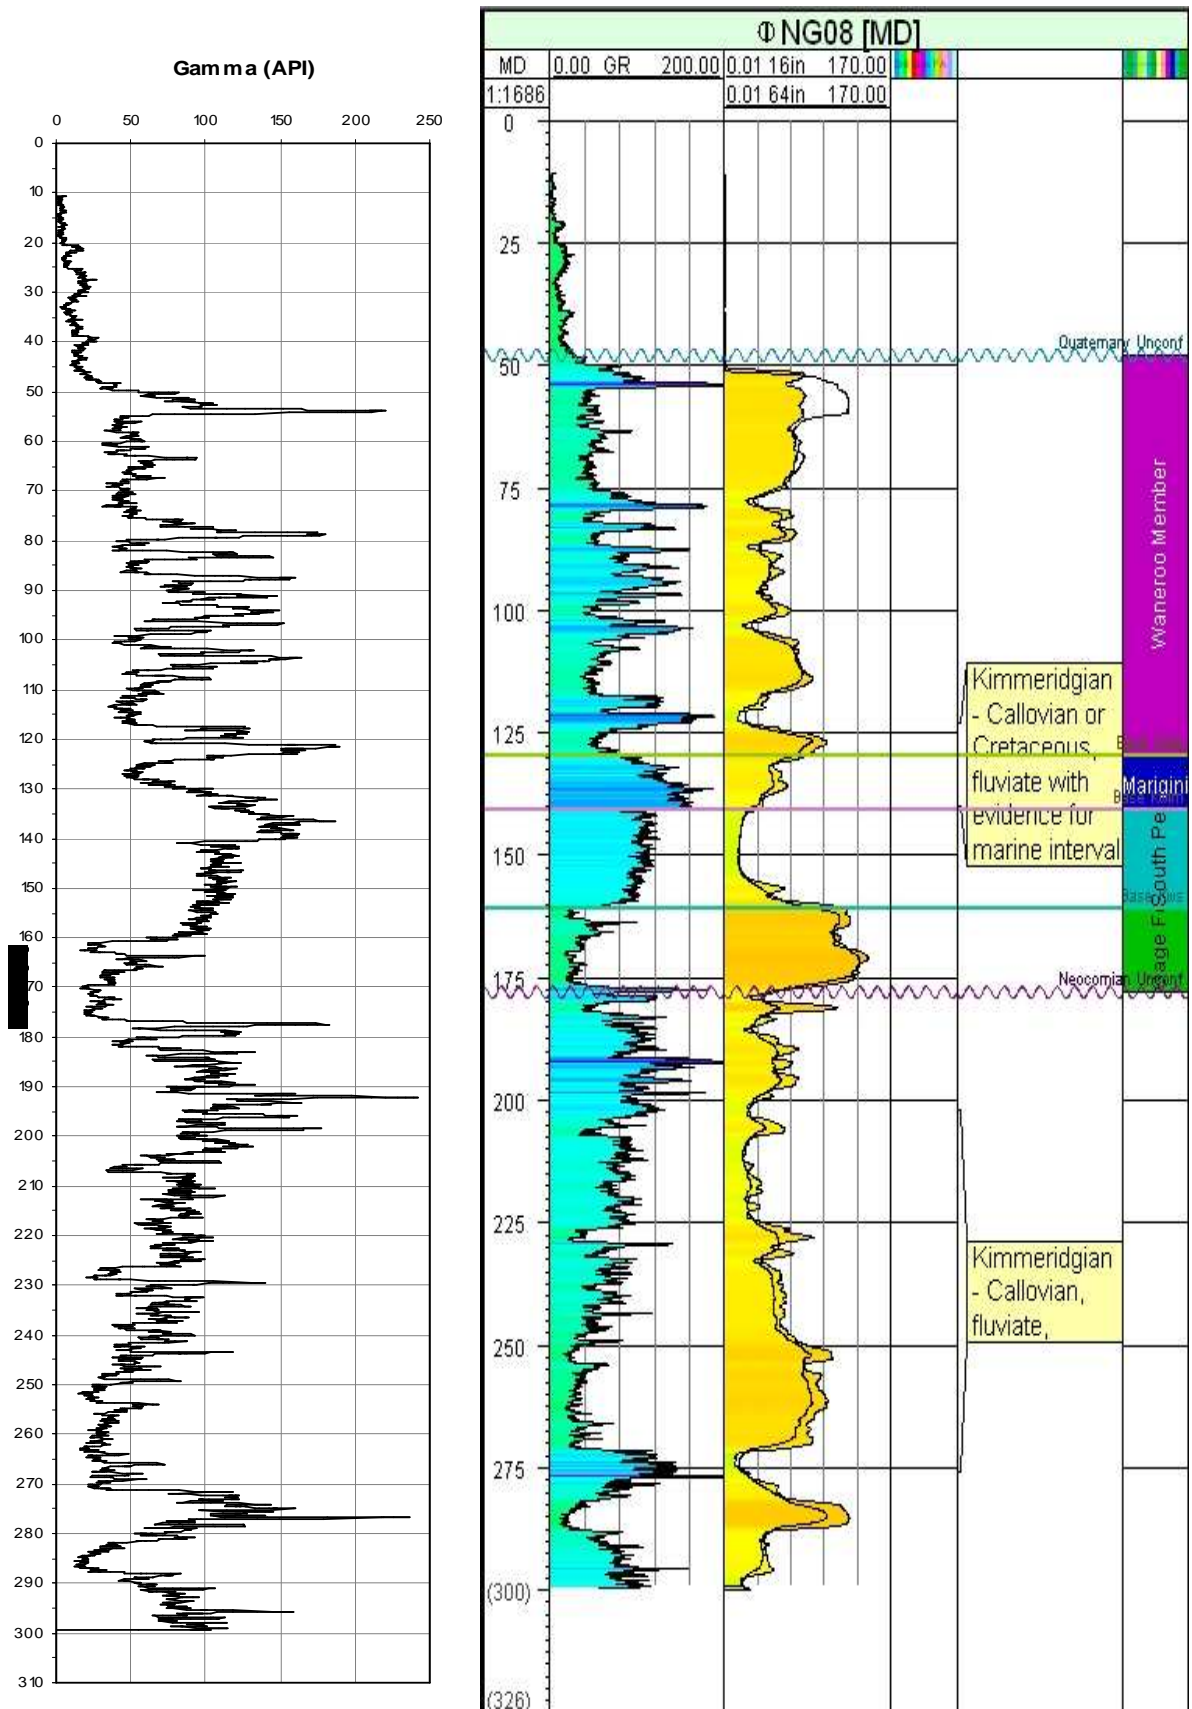 Gamma (API)
0 50 100 150 200 250
0
10
20
30
40
50
60
70
80
90
100
110
120
130
140
150
160
170
180
190
200
210
220
230
240
250
260
270
280
290
300
310
NG08 [MD]
MD 0.00 GR 200.00 0.01 16in 170.00
1:1686 0.01 64in 170.00
0
25
50
75
100
125
150
175
200
225
250
275
(300)
(326)
Quaternary Unconf
Waneroo Member
Kimmeridgian
- Callovian or
Cretaceous,
fluviate with
evidence for
marine interval
Marigini
South Pe
Neocomian Unconf
Kimmeridgian
- Callovian,
fluviate,